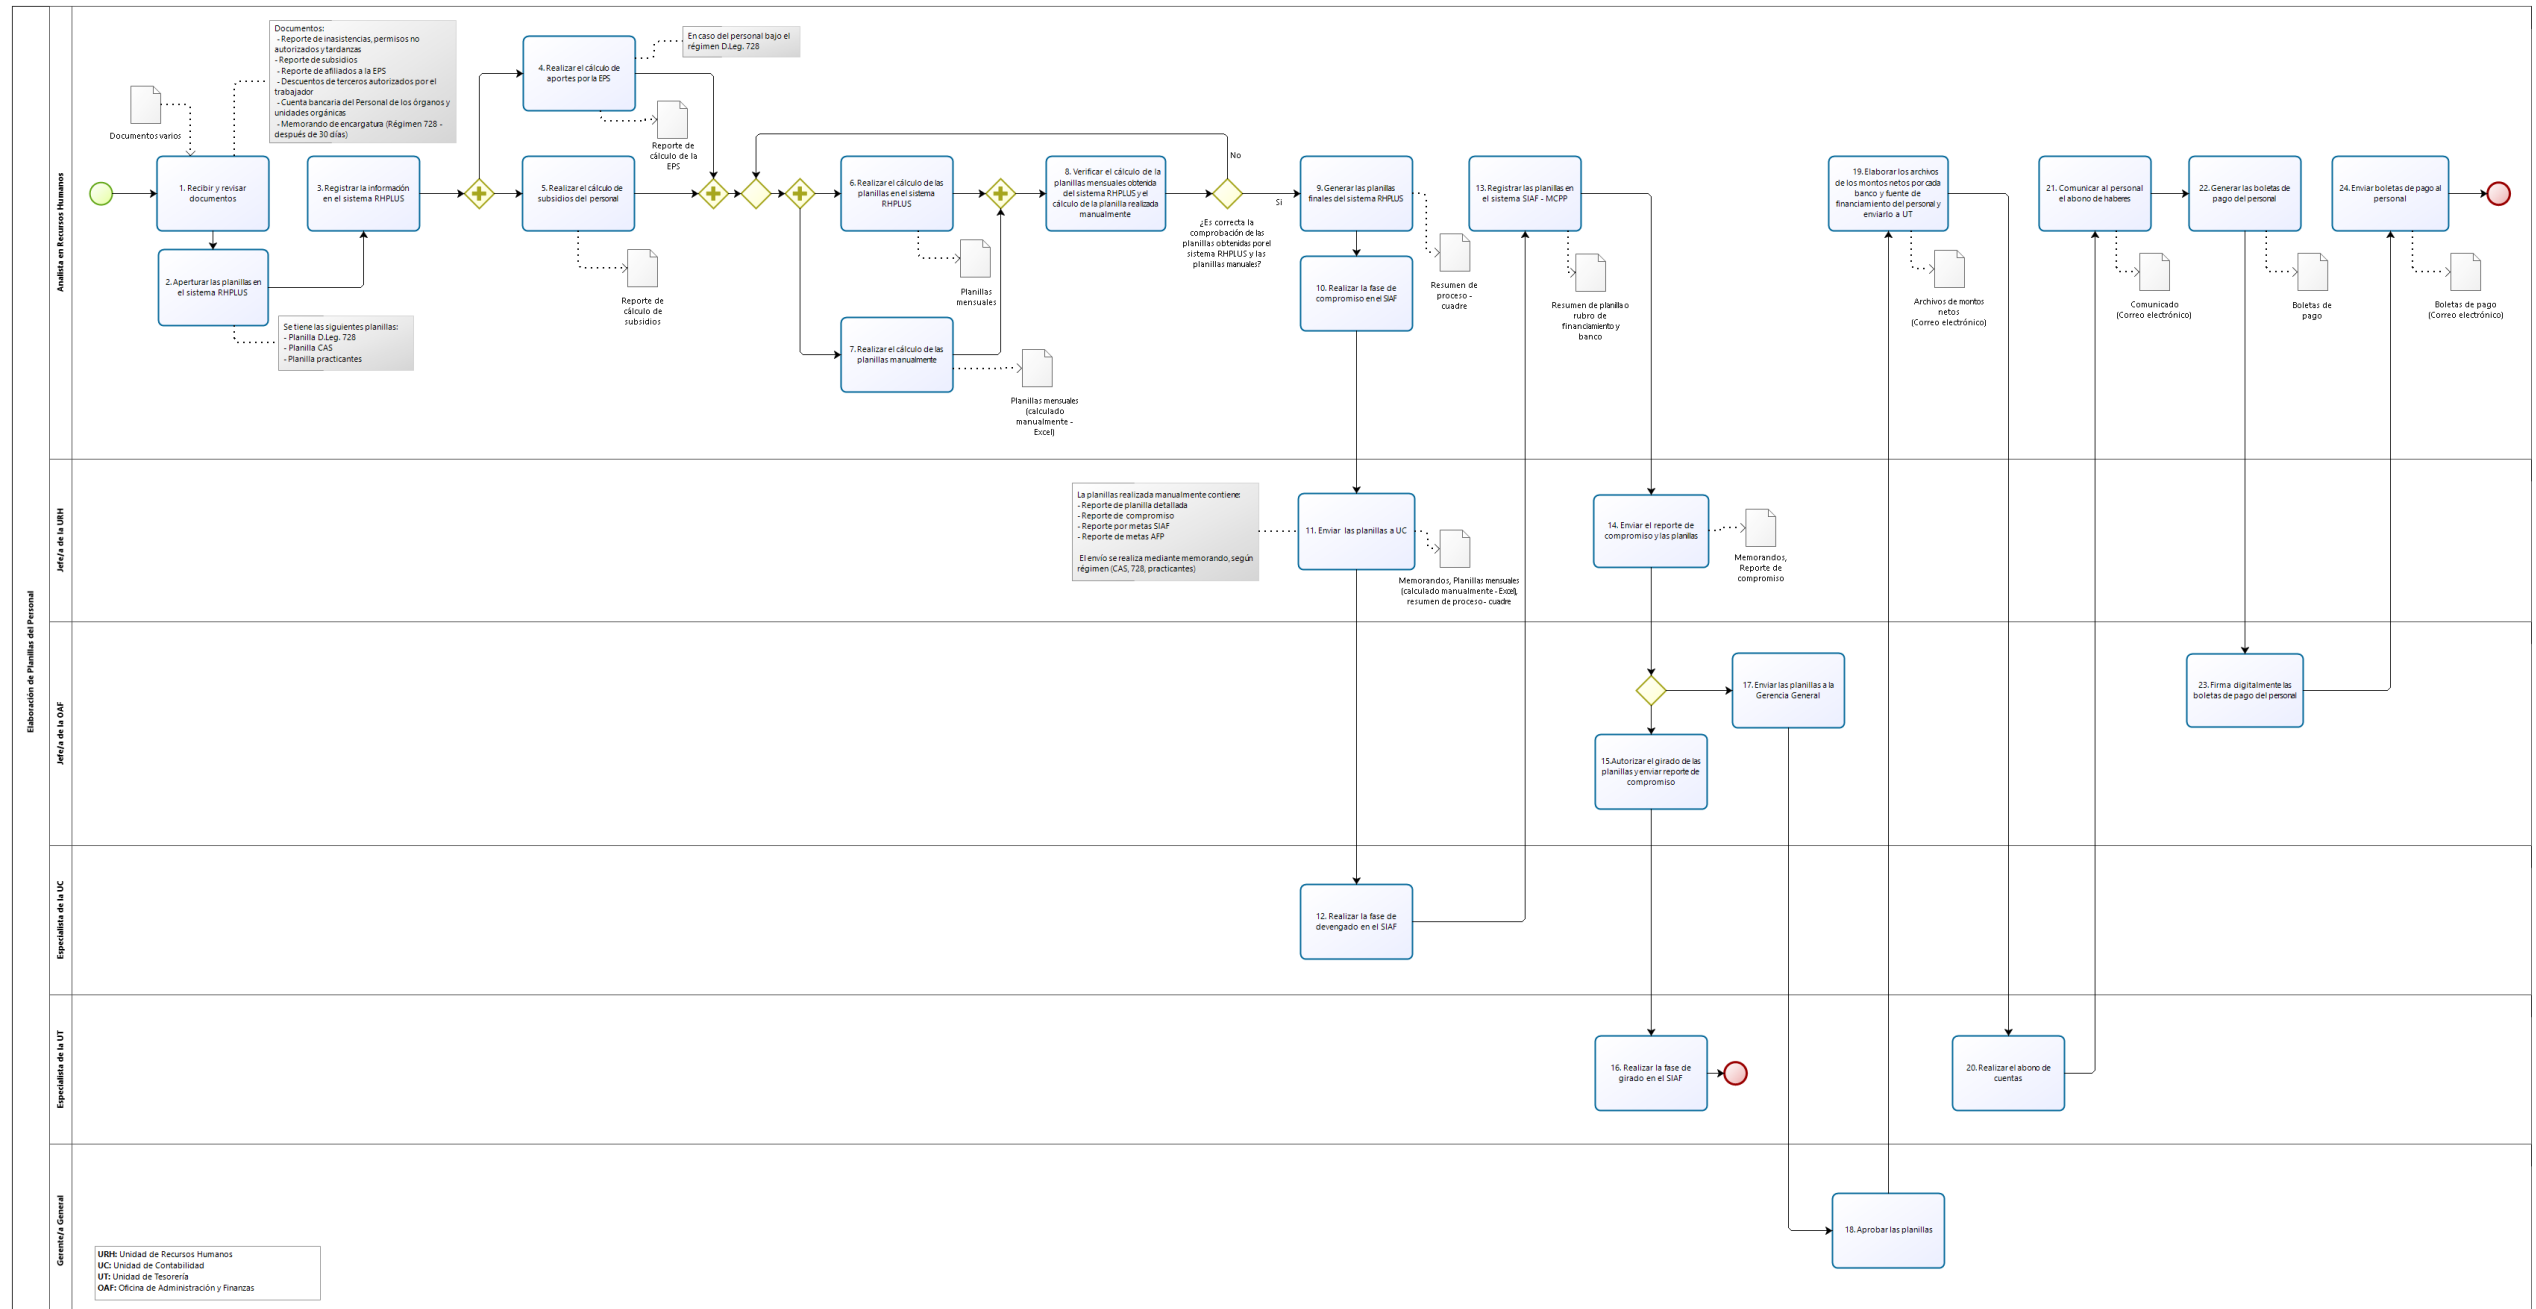 Elaboración de Planillas del Personal
Analista en Recursos Humanos
Documentos varios
Documentos:
- Reporte de inasistencias, permisos no
autorizados y tardanzas
- Reporte de subsidios
- Reporte de afiliados a la EPS
- Descuentos de terceros autorizados por el
trabajador
- Cuenta bancaria del Personal de los órganos y
unidades orgánicas
- Memorando de encargatura (Régimen 728 -
después de 30 días)
1. Recibir y revisar
documentos
2. Aperturar las planillas en
el sistema RHPLUS
Se tiene las siguientes planillas:
- Planilla D.Leg. 728
- Planilla CAS
- Planilla practicantes
3. Registrar la información
en el sistema RHPLUS
4. Realizar el cálculo de
aportes por la EPS
En caso del personal bajo el
régimen D.Leg. 728
Reporte de
cálculo de la
EPS
5. Realizar el cálculo de
subsidios del personal
Reporte de
cálculo de
subsidios
6. Realizar el cálculo de las
planillas en el sistema
RHPLUS
Planillas
mensuales
7. Realizar el cálculo de las
planillas manualmente
Planillas mensuales
(calculado
manualmente -
Excel)
8. Verificar el cálculo de la
planillas mensuales obtenida
del sistema RHPLUS y el
cálculo de la planilla realizada
manualmente
No
Si
¿Es correcta la
comprobación de las
planillas obtenidas por el
sistema RHPLUS y las
planillas manuales?
9. Generar las planillas
finales del sistema RHPLUS
Resumen de
proceso -
cuadre
10. Realizar la fase de
compromiso en el SIAF
13. Registrar las planillas en
el sistema SIAF - MCPP
Resumen de planilla o
rubro de
financiamiento y
banco
19. Elaborar los archivos
de los montos netos por cada
banco y fuente de
financiamiento del personal y
enviarlo a UT
Archivos de montos
netos
(Correo electrónico)
21. Comunicar al personal
el abono de haberes
Comunicado
(Correo electrónico)
22. Generar las boletas de
pago del personal
Boletas de
pago
24. Enviar boletas de pago al
personal
Boletas de pago
(Correo electrónico)
Jefe/a de la URH
La planillas realizada manualmente contiene:
- Reporte de planilla detallada
- Reporte de compromiso
- Reporte por metas SIAF
- Reporte de metas AFP
El envío se realiza mediante memorando, según
régimen (CAS, 728, practicantes)
11. Enviar las planillas a UC
Memorandos, Planillas mensuales
(calculado manualmente - Excel),
resumen de proceso - cuadre
14. Enviar el reporte de
compromiso y las planillas
Memorandos,
Reporte de
compromiso
Jefe/a de la OAF
17. Enviar las planillas a la
Gerencia General
15.Autorizar el girado de las
planillas y enviar reporte de
compromiso
23. Firma digitalmente las
boletas de pago del personal
Especialista de la UC
12. Realizar la fase de
devengado en el SIAF
Especialista de la UT
16. Realizar la fase de
girado en el SIAF
20. Realizar el abono de
cuentas
Gerente/a General
18. Aprobar las planillas
URH: Unidad de Recursos Humanos
UC: Unidad de Contabilidad
UT: Unidad de Tesorería
OAF: Oficina de Administración y Finanzas